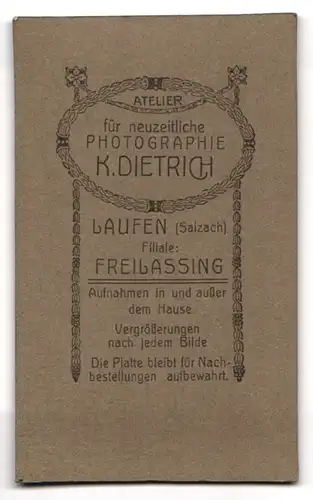 ATELIER
für neuzeitliche
PHOTOGRAPHIE
K. DIETRICH
LAUFEN (Salzach)
Filiale:
FREILASSING
Aufnahmen in und außer
dem Hause.
Vergrößerungen
nach jedem Bilde
Die Platte bleibt für Nach-
bestellungen aufbewahrt.